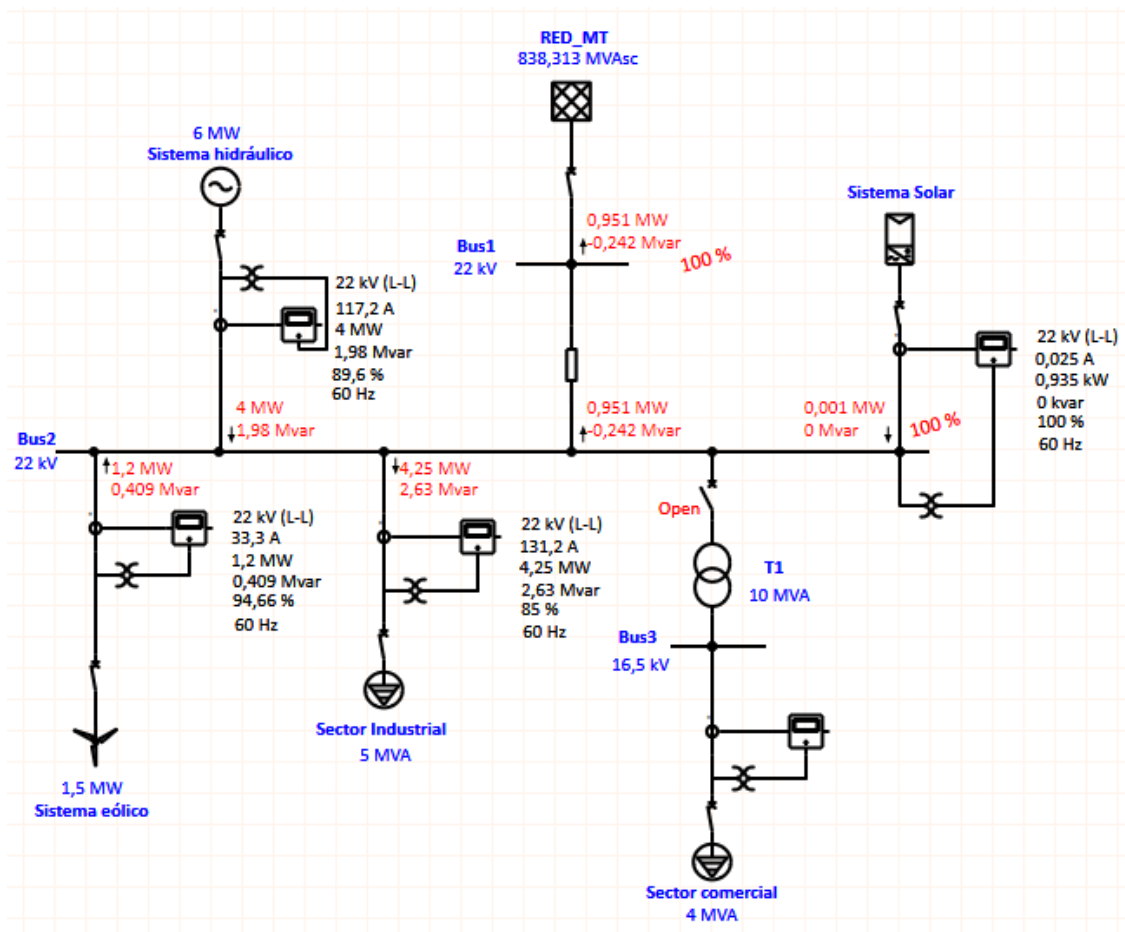 RED_MT
838,313 MVAsc
6 MW
Sistema hidráulico
Sistema Solar
0,951 MW
-0,242 Mvar
100 %
Bus1
22 kV
22 kV (L-L)
117,2 A
4 MW
1,98 Mvar
89,6 %
60 Hz
22 kV (L-L)
0,025 A
0,935 kW
0 kvar
100 %
60 Hz
4 MW
1,98 Mvar
0,951 MW
-0,242 Mvar
0,001 MW
0 Mvar
100 %
Bus2
22 kV
1,2 MW
0,409 Mvar
4,25 MW
2,63 Mvar
22 kV (L-L)
33,3 A
1,2 MW
0,409 Mvar
94,66 %
60 Hz
22 kV (L-L)
131,2 A
4,25 MW
2,63 Mvar
85 %
60 Hz
Open
T1
10 MVA
Bus3
16,5 kV
Sector Industrial
5 MVA
1,5 MW
Sistema eólico
Sector comercial
4 MVA